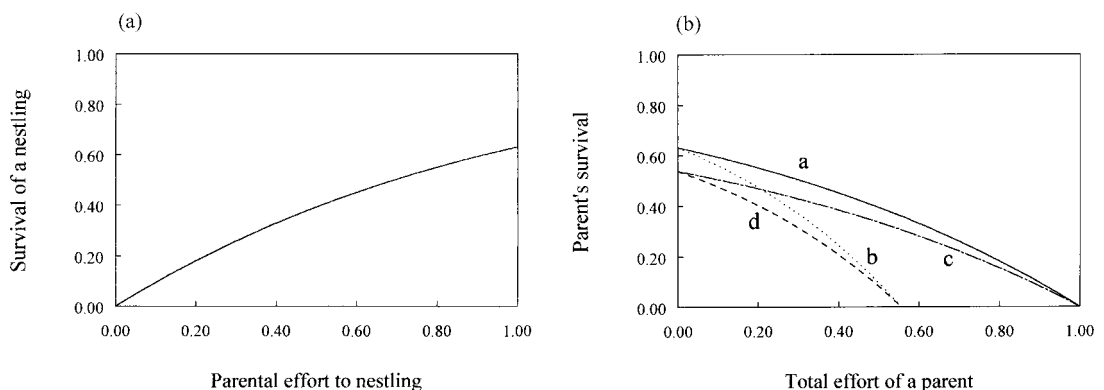 (a)
Survival of a nestling
1.00
0.80
0.60
0.40
0.20
0.00
0.00 0.20 0.40 0.60 0.80 1.00
Parental effort to nestling
(b)
Parent's survival
1.00
0.80
0.60
0.40
0.20
0.00
a
b
c
d
0.00 0.20 0.40 0.60 0.80 1.00
Total effort of a parent